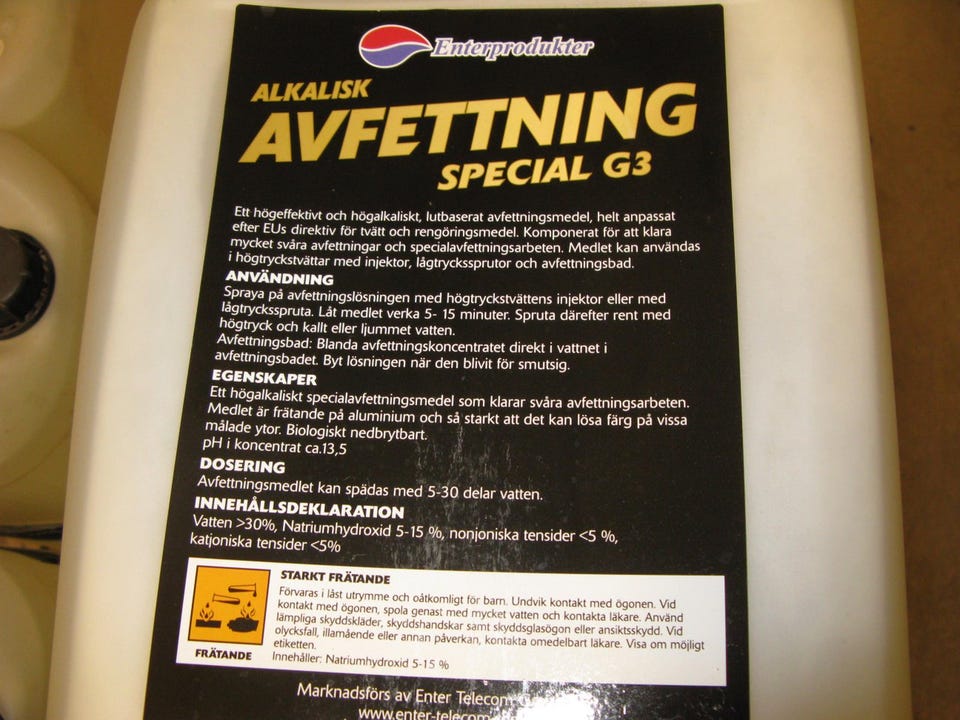 Enterprodukter
ALKALISK
AVFETTNING
SPECIAL G3
Ett högeffektivt och högalkaliskt, lutbaserat avfettningsmedel, helt anpassat
efter EUs direktiv för tvätt och rengöringsmedel. Komponerat för att klara
mycket svåra avfettningar och specialavfettningsarbeten. Medlet kan användas
i högtryckstvättar med injektor, lågtryckssprutor och avfettningsbad.
ANVÄNDNING
Spraya på avfettningslösningen med högtryckstvättens injektor eller med
lågtrycksspruta. Låt medlet verka 5- 15 minuter. Spruta därefter rent med
högtryck och kallt eller ljummet vatten.
Avfettningsbad: Blanda avfettningskoncentratet direkt i vattnet i
avfettningsbadet. Byt lösningen när den blivit för smutsig.
EGENSKAPER
Ett högalkaliskt specialavfettningsmedel som klarar svåra avfettningsarbeten.
Medlet är frätande på aluminium och så starkt att det kan lösa färg på vissa
målade ytor. Biologiskt nedbrytbart.
pH i koncentrat ca.13,5
DOSERING
Avfettningsmedlet kan spädas med 5-30 delar vatten.
INNEHÅLLSDEKLARATION
Vatten >30%, Natriumhydroxid 5-15 %, nonjoniska tensider <5 %,
katjoniska tensider <5%
STARKT FRÄTANDE
Förvaras i låst utrymme och oåtkomligt för barn. Undvik kontakt med ögonen. Vid
kontakt med ögonen, spola genast med mycket vatten och kontakta läkare. Använd
lämpliga skyddskläder, skyddshandskar samt skyddsglasögon eller ansiktsskydd. Vid
olycksfall, illamående eller annan påverkan, kontakta omedelbart läkare. Visa om möjligt
etiketten.
Innehåller: Natriumhydroxid 5-15 %
FRÄTANDE
Marknadsförs av Enter Telecom
www.enter-telecom